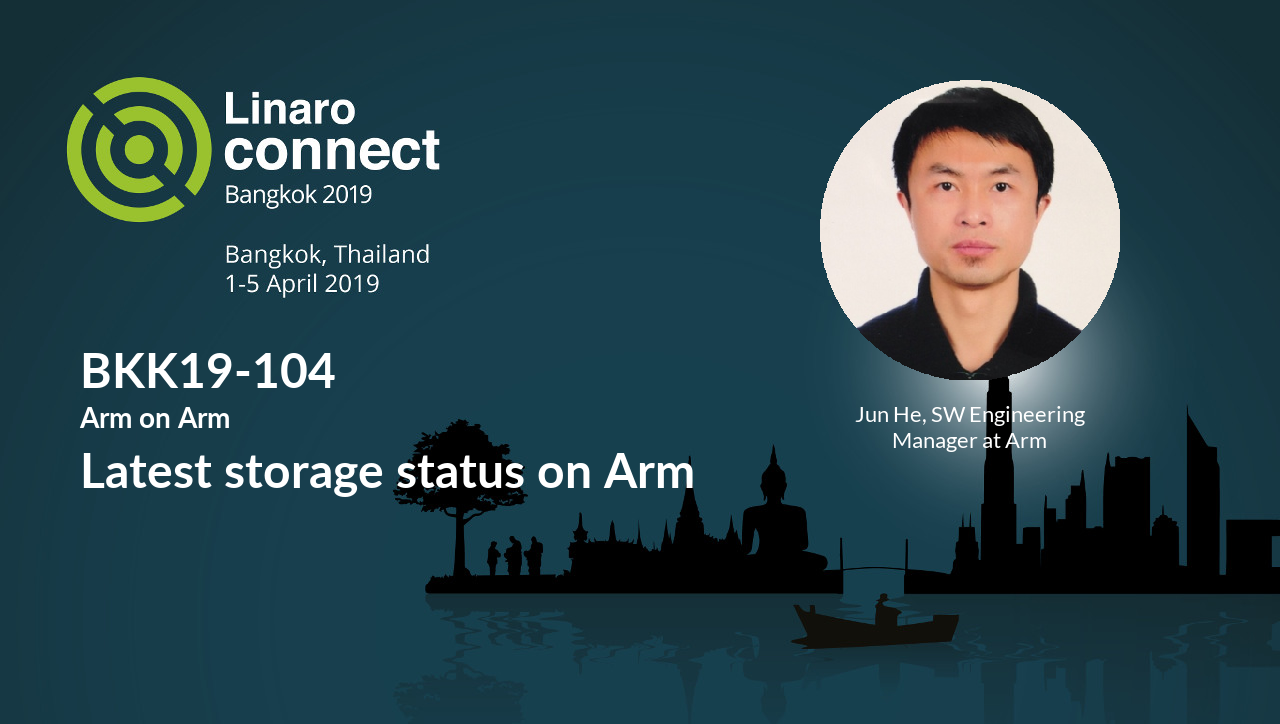 Linaro
connect
Bangkok 2019
Bangkok, Thailand
1-5 April 2019
BKK19-104
Arm on Arm
Latest storage status on Arm
Jun He, SW Engineering
Manager at Arm